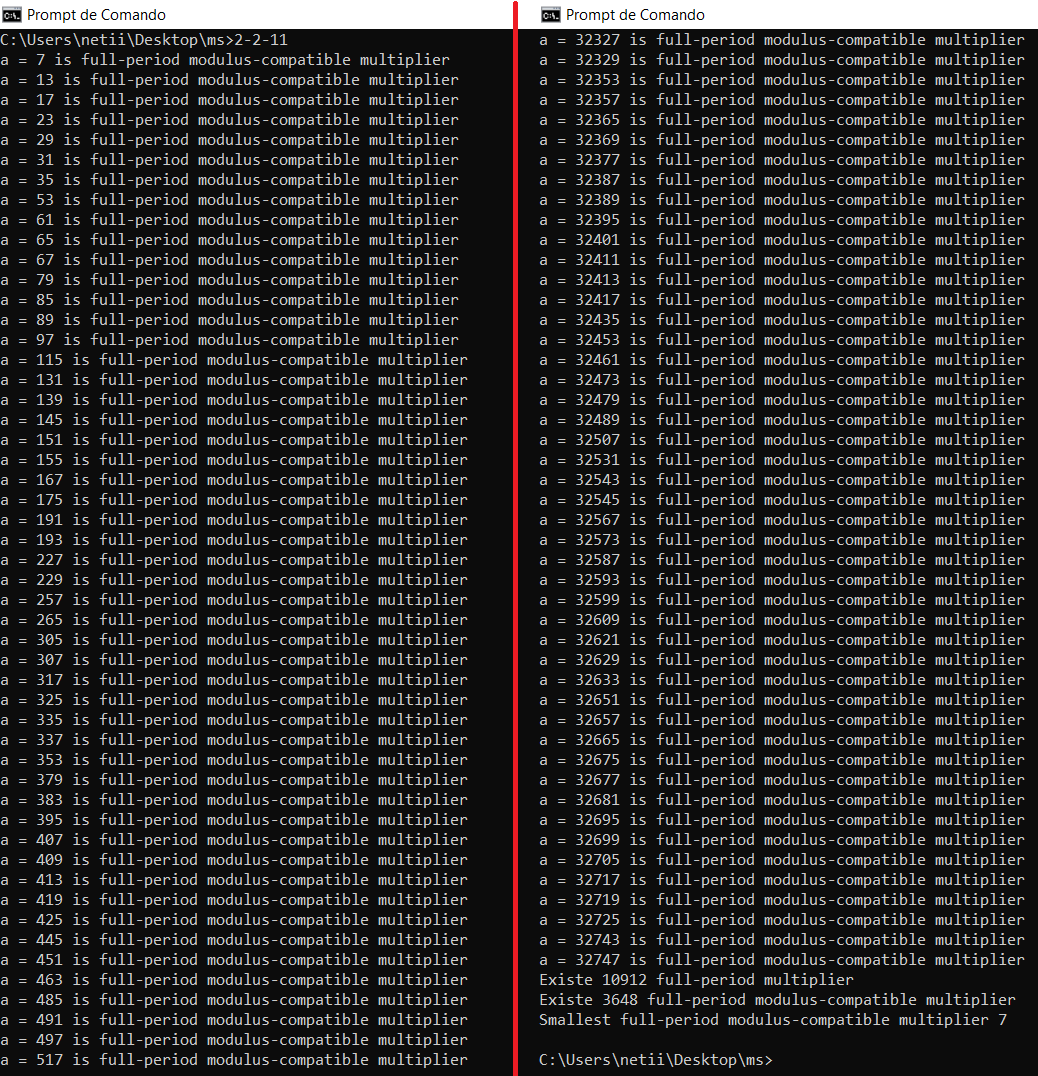 Prompt de Comando
C:\Users\netii\Desktop\ms>2-2-11
a = 7 is full-period modulus-compatible multiplier
a = 13 is full-period modulus-compatible multiplier
a = 17 is full-period modulus-compatible multiplier
a = 23 is full-period modulus-compatible multiplier
a = 29 is full-period modulus-compatible multiplier
a = 31 is full-period modulus-compatible multiplier
a = 35 is full-period modulus-compatible multiplier
a = 53 is full-period modulus-compatible multiplier
a = 61 is full-period modulus-compatible multiplier
a = 65 is full-period modulus-compatible multiplier
a = 67 is full-period modulus-compatible multiplier
a = 79 is full-period modulus-compatible multiplier
a = 85 is full-period modulus-compatible multiplier
a = 89 is full-period modulus-compatible multiplier
a = 97 is full-period modulus-compatible multiplier
a = 115 is full-period modulus-compatible multiplier
a = 131 is full-period modulus-compatible multiplier
a = 139 is full-period modulus-compatible multiplier
a = 145 is full-period modulus-compatible multiplier
a = 151 is full-period modulus-compatible multiplier
a = 155 is full-period modulus-compatible multiplier
a = 167 is full-period modulus-compatible multiplier
a = 175 is full-period modulus-compatible multiplier
a = 191 is full-period modulus-compatible multiplier
a = 193 is full-period modulus-compatible multiplier
a = 227 is full-period modulus-compatible multiplier
a = 229 is full-period modulus-compatible multiplier
a = 257 is full-period modulus-compatible multiplier
a = 265 is full-period modulus-compatible multiplier
a = 305 is full-period modulus-compatible multiplier
a = 307 is full-period modulus-compatible multiplier
a = 317 is full-period modulus-compatible multiplier
a = 325 is full-period modulus-compatible multiplier
a = 335 is full-period modulus-compatible multiplier
a = 337 is full-period modulus-compatible multiplier
a = 353 is full-period modulus-compatible multiplier
a = 379 is full-period modulus-compatible multiplier
a = 383 is full-period modulus-compatible multiplier
a = 395 is full-period modulus-compatible multiplier
a = 407 is full-period modulus-compatible multiplier
a = 409 is full-period modulus-compatible multiplier
a = 413 is full-period modulus-compatible multiplier
a = 419 is full-period modulus-compatible multiplier
a = 425 is full-period modulus-compatible multiplier
a = 445 is full-period modulus-compatible multiplier
a = 451 is full-period modulus-compatible multiplier
a = 463 is full-period modulus-compatible multiplier
a = 485 is full-period modulus-compatible multiplier
a = 491 is full-period modulus-compatible multiplier
a = 497 is full-period modulus-compatible multiplier
a = 517 is full-period modulus-compatible multiplier
Prompt de Comando
a = 32327 is full-period modulus-compatible multiplier
a = 32329 is full-period modulus-compatible multiplier
a = 32353 is full-period modulus-compatible multiplier
a = 32357 is full-period modulus-compatible multiplier
a = 32365 is full-period modulus-compatible multiplier
a = 32369 is full-period modulus-compatible multiplier
a = 32377 is full-period modulus-compatible multiplier
a = 32387 is full-period modulus-compatible multiplier
a = 32389 is full-period modulus-compatible multiplier
a = 32395 is full-period modulus-compatible multiplier
a = 32401 is full-period modulus-compatible multiplier
a = 32411 is full-period modulus-compatible multiplier
a = 32413 is full-period modulus-compatible multiplier
a = 32417 is full-period modulus-compatible multiplier
a = 32435 is full-period modulus-compatible multiplier
a = 32453 is full-period modulus-compatible multiplier
a = 32461 is full-period modulus-compatible multiplier
a = 32473 is full-period modulus-compatible multiplier
a = 32479 is full-period modulus-compatible multiplier
a = 32489 is full-period modulus-compatible multiplier
a = 32507 is full-period modulus-compatible multiplier
a = 32531 is full-period modulus-compatible multiplier
a = 32543 is full-period modulus-compatible multiplier
a = 32545 is full-period modulus-compatible multiplier
a = 32567 is full-period modulus-compatible multiplier
a = 32573 is full-period modulus-compatible multiplier
a = 32587 is full-period modulus-compatible multiplier
a = 32593 is full-period modulus-compatible multiplier
a = 32599 is full-period modulus-compatible multiplier
a = 32609 is full-period modulus-compatible multiplier
a = 32621 is full-period modulus-compatible multiplier
a = 32629 is full-period modulus-compatible multiplier
a = 32633 is full-period modulus-compatible multiplier
a = 32651 is full-period modulus-compatible multiplier
a = 32657 is full-period modulus-compatible multiplier
a = 32665 is full-period modulus-compatible multiplier
a = 32675 is full-period modulus-compatible multiplier
a = 32677 is full-period modulus-compatible multiplier
a = 32681 is full-period modulus-compatible multiplier
a = 32695 is full-period modulus-compatible multiplier
a = 32699 is full-period modulus-compatible multiplier
a = 32705 is full-period modulus-compatible multiplier
a = 32717 is full-period modulus-compatible multiplier
a = 32719 is full-period modulus-compatible multiplier
a = 32725 is full-period modulus-compatible multiplier
a = 32743 is full-period modulus-compatible multiplier
a = 32747 is full-period modulus-compatible multiplier
Existe 10912 full-period multiplier
Existe 3648 full-period modulus-compatible multiplier
Smallest full-period modulus-compatible multiplier 7
C:\Users\netii\Desktop\ms>